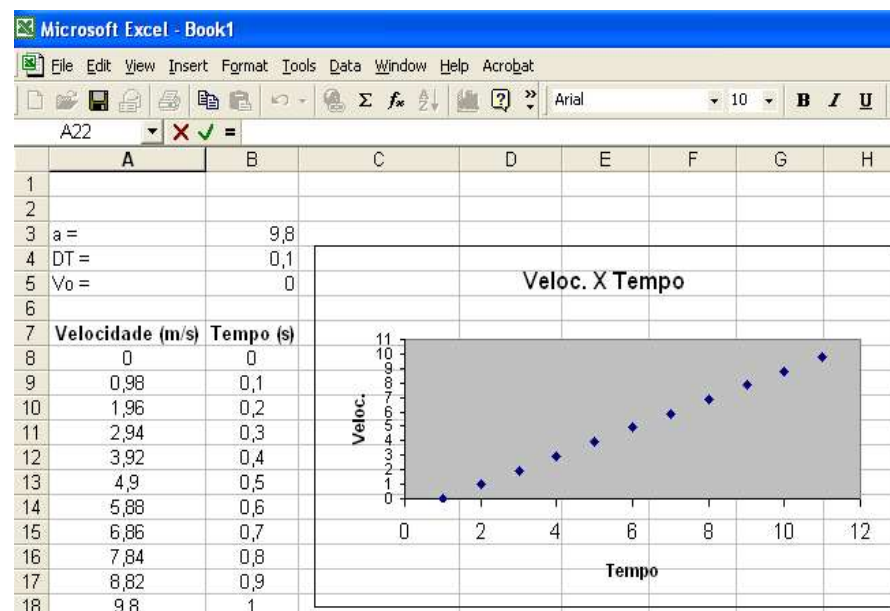 Microsoft Excel - Book1
File Edit View Insert Format Tools Data Window Help Acrobat
Arial 10 B I U
A22 =
A B C D E F G H
1
2
3 a = 9,8
4 DT = 0,1
5 Vo = 0
6
7 Velocidade (m/s) Tempo (s)
8 0 0
9 0,98 0,1
10 1,96 0,2
11 2,94 0,3
12 3,92 0,4
13 4,9 0,5
14 5,88 0,6
15 6,86 0,7
16 7,84 0,8
17 8,82 0,9
18 9,8 1
Veloc. X Tempo
11
10
9
8
7
6
5
4
3
2
1
0
Veloc.
0 2 4 6 8 10 12
Tempo